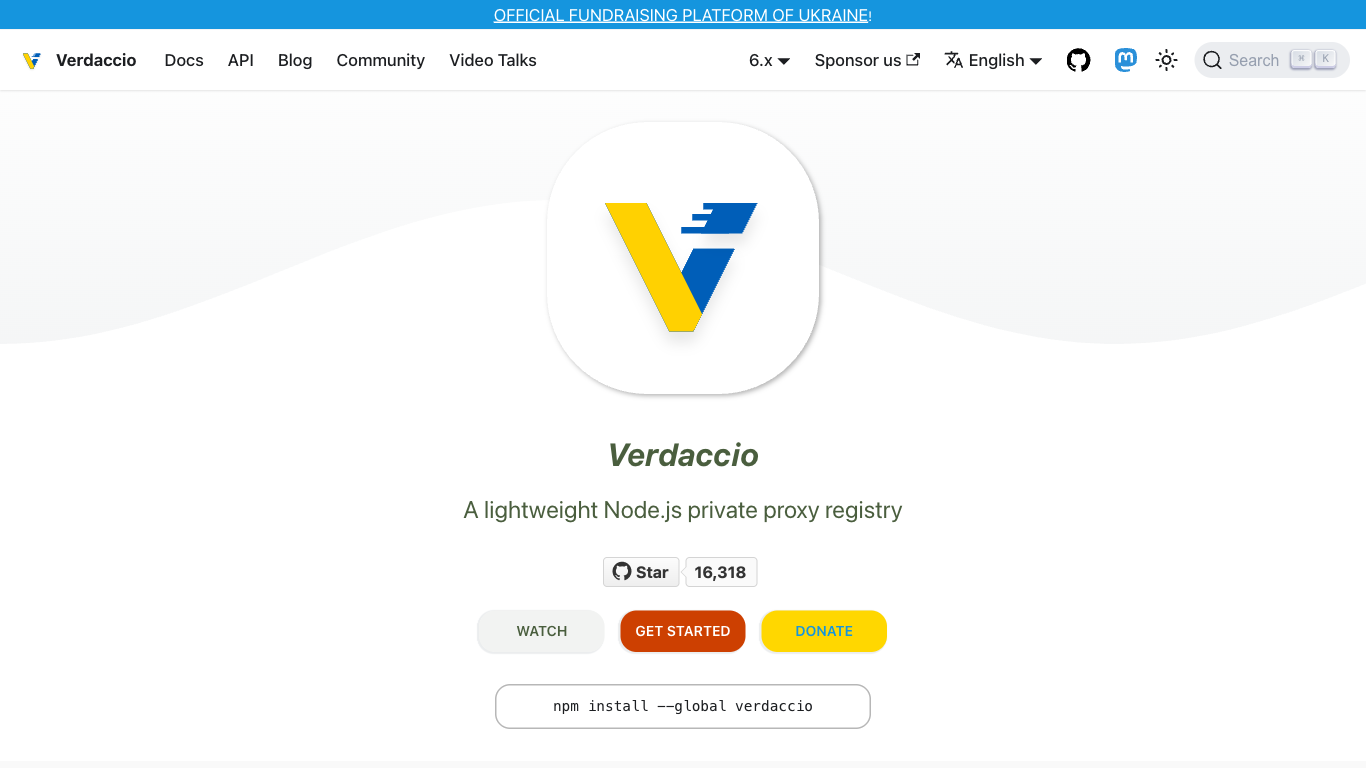 OFFICIAL FUNDRAISING PLATFORM OF UKRAINE!
Verdaccio Docs API Blog Community Video Talks 6.x Sponsor us English Search ⌘ K
Verdaccio
A lightweight Node.js private proxy registry
Star 16,318
WATCH GET STARTED DONATE
npm install --global verdaccio